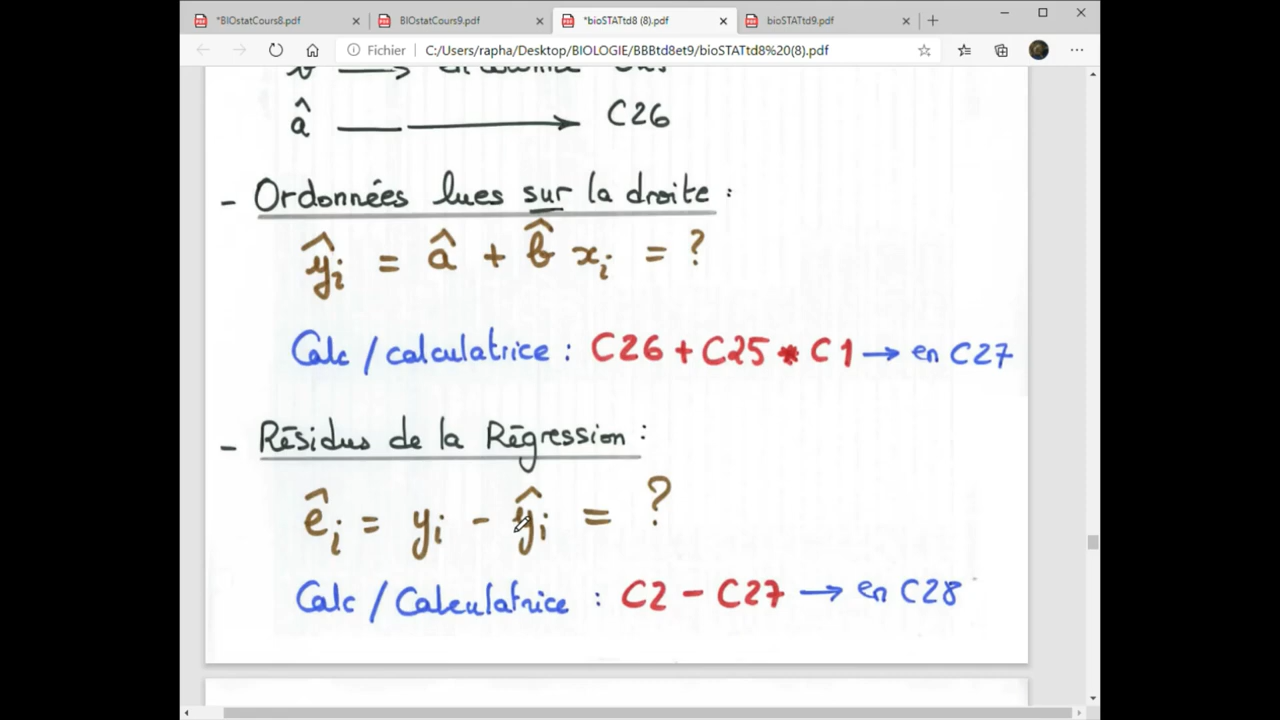 *BIOstatCours8.pdf
BIOstatCours9.pdf
*bioSTATtd8 (8).pdf
bioSTATtd9.pdf
Fichier
C:/Users/rapha/Desktop/BIOLOGIE/BBBtd8et9/bioSTATtd8%20(8).pdf
â ⟶ C26
- Ordonnées lues sur la droite :
ŷi = â + b̂ xi = ?
Calc / calculatrice : C26 + C25 * C1 → en C27
- Résidus de la Régression :
êi = yi - ŷi = ?
Calc / Calculatrice : C2 - C27 → en C28